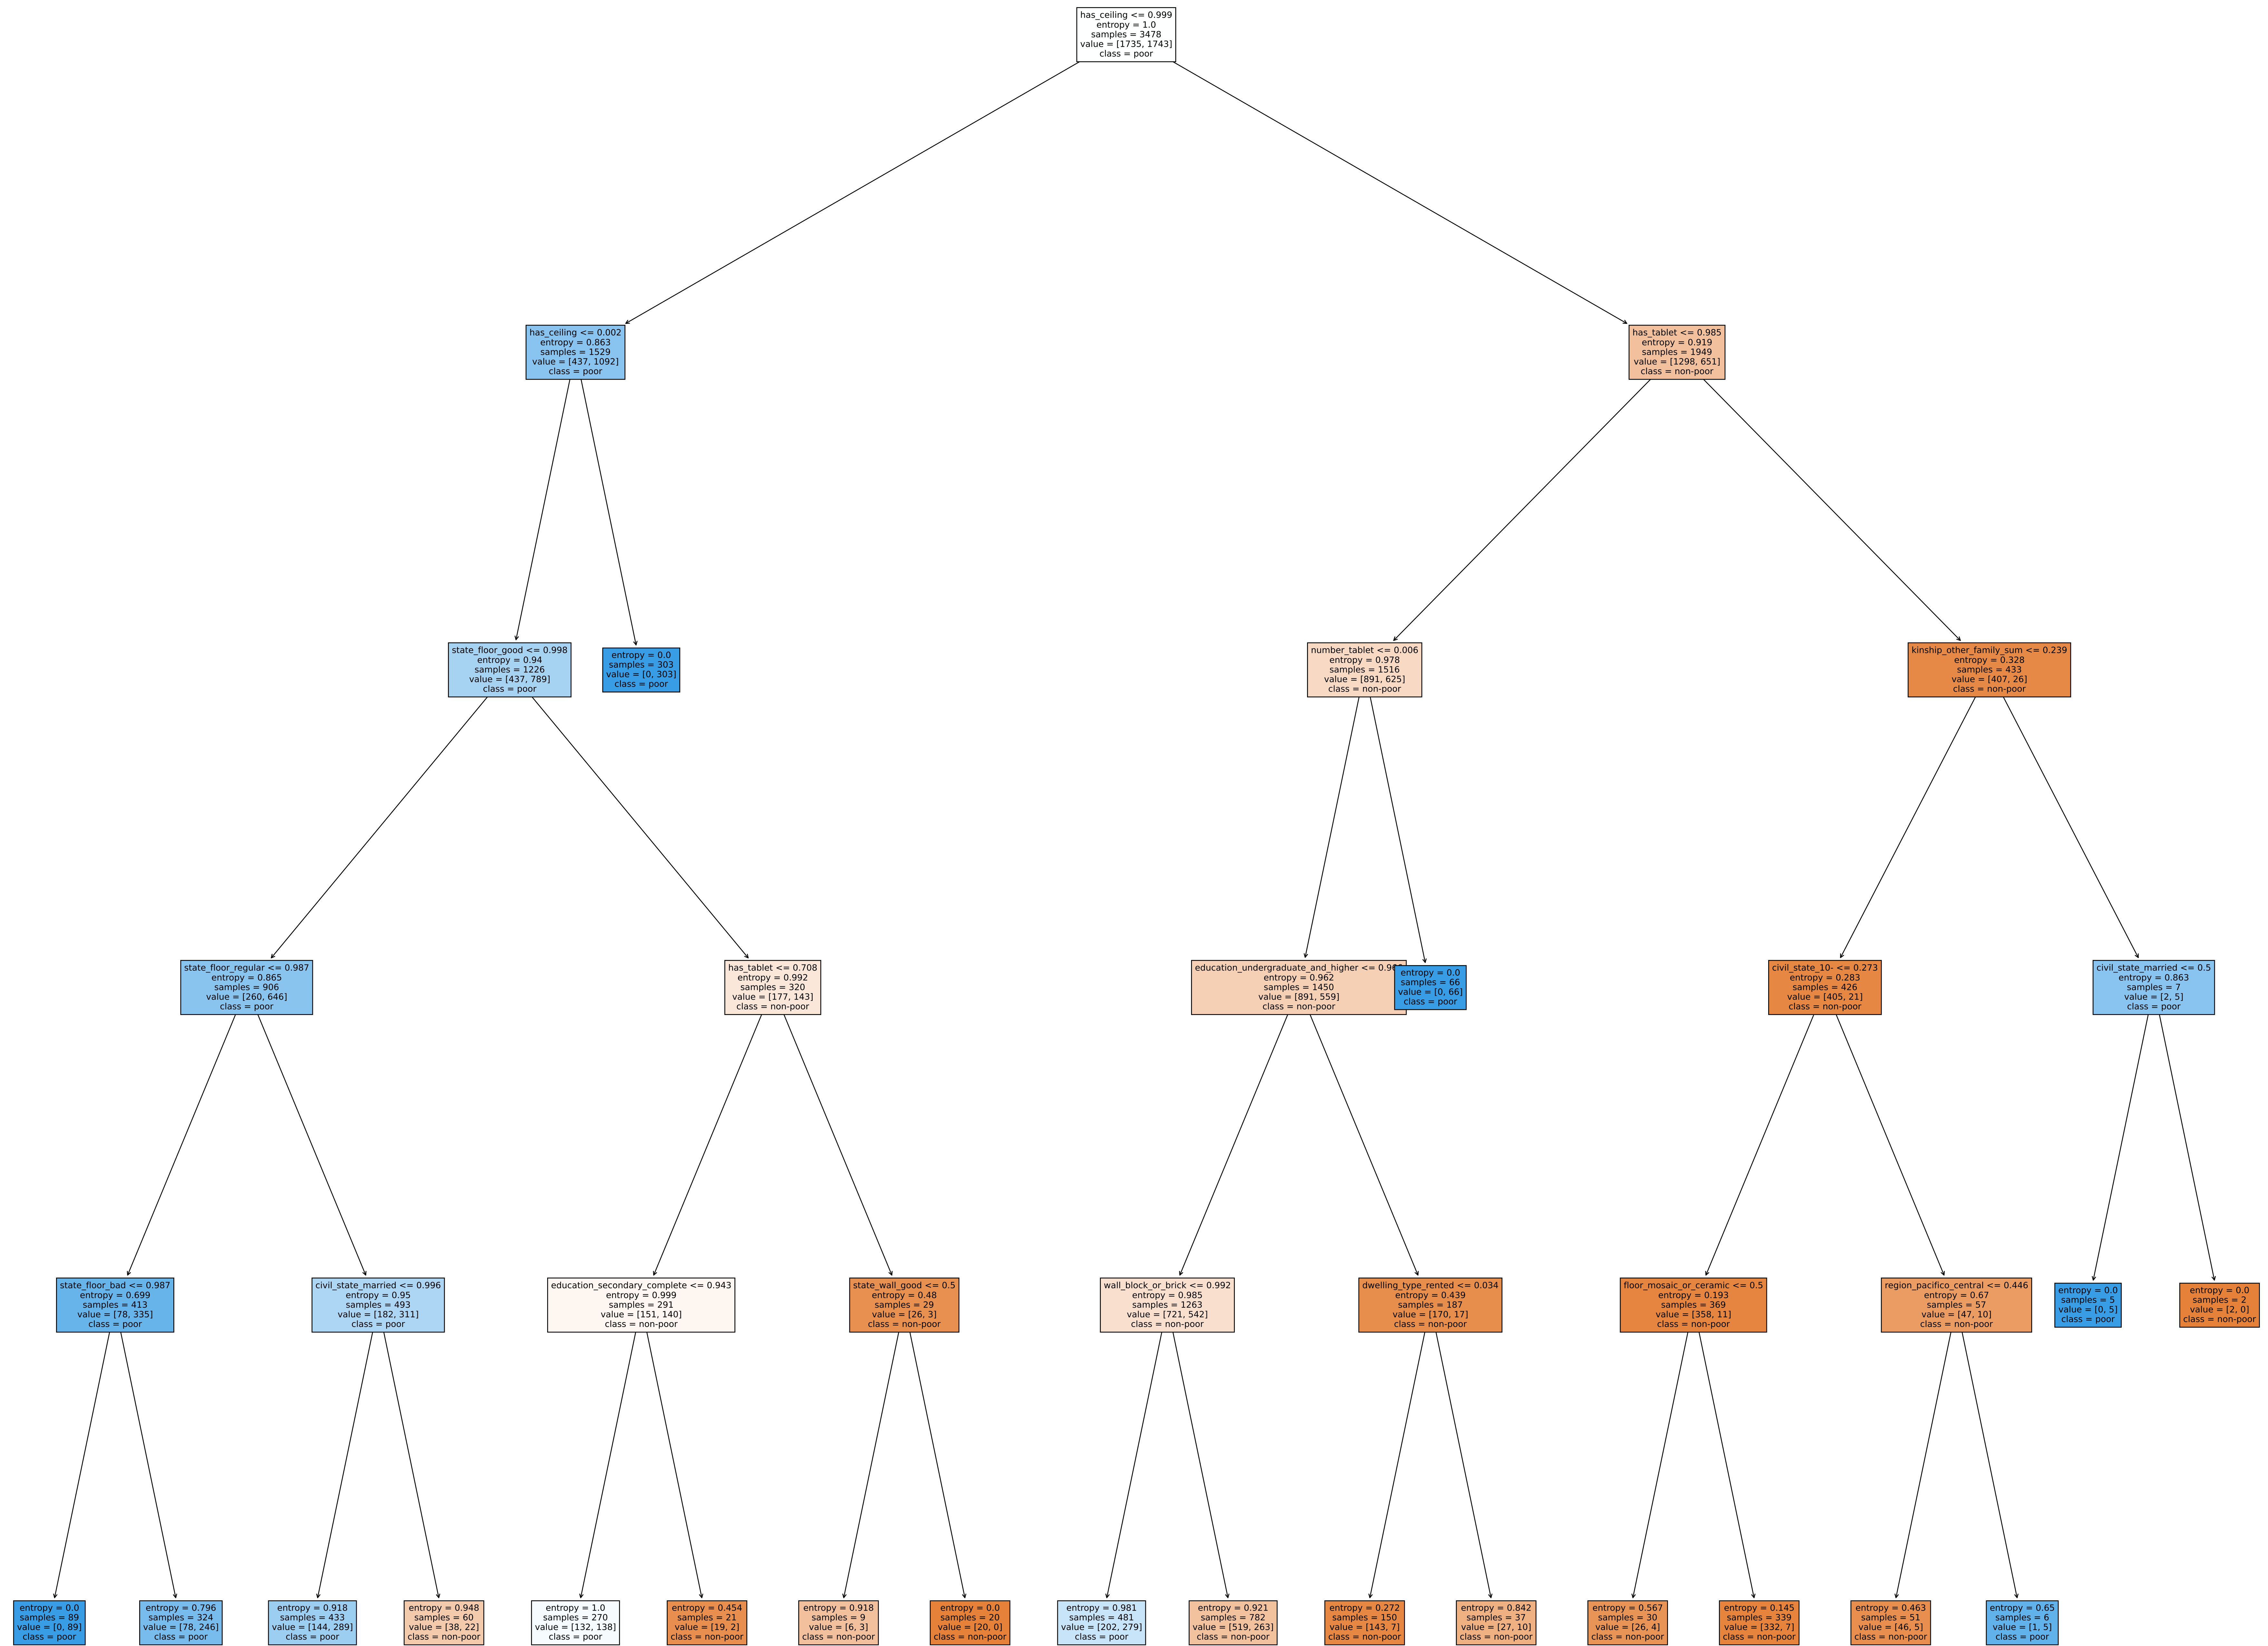 has_ceiling <= 0.999
entropy = 1.0
samples = 3478
value = [1735, 1743]
class = poor
has_ceiling <= 0.002
entropy = 0.863
samples = 1529
value = [437, 1092]
class = poor
has_tablet <= 0.985
entropy = 0.919
samples = 1949
value = [1298, 651]
class = non-poor
state_floor_good <= 0.998
entropy = 0.94
samples = 1226
value = [437, 789]
class = poor
entropy = 0.0
samples = 303
value = [0, 303]
class = poor
number_tablet <= 0.006
entropy = 0.978
samples = 1516
value = [891, 625]
class = non-poor
kinship_other_family_sum <= 0.239
entropy = 0.328
samples = 433
value = [407, 26]
class = non-poor
state_floor_regular <= 0.987
entropy = 0.865
samples = 906
value = [260, 646]
class = poor
has_tablet <= 0.708
entropy = 0.992
samples = 320
value = [177, 143]
class = non-poor
education_undergraduate_and_higher <=
entropy = 0.962
samples = 1450
value = [891, 559]
class = non-poor
entropy = 0.0
samples = 66
value = [0, 66]
class = poor
civil_state_10- <= 0.273
entropy = 0.283
samples = 426
value = [405, 21]
class = non-poor
civil_state_married <= 0.5
entropy = 0.863
samples = 7
value = [2, 5]
class = poor
state_floor_bad <= 0.987
entropy = 0.699
samples = 413
value = [78, 335]
class = poor
civil_state_married <= 0.996
entropy = 0.95
samples = 493
value = [182, 311]
class = poor
education_secondary_complete <= 0.943
entropy = 0.999
samples = 291
value = [151, 140]
class = non-poor
state_wall_good <= 0.5
entropy = 0.48
samples = 29
value = [26, 3]
class = non-poor
wall_block_or_brick <= 0.992
entropy = 0.985
samples = 1263
value = [721, 542]
class = non-poor
dwelling_type_rented <= 0.034
entropy = 0.439
samples = 187
value = [170, 17]
class = non-poor
floor_mosaic_or_ceramic <= 0.5
entropy = 0.193
samples = 369
value = [358, 11]
class = non-poor
region_pacifico_central <= 0.446
entropy = 0.67
samples = 57
value = [47, 10]
class = non-poor
entropy = 0.0
samples = 5
value = [0, 5]
class = poor
entropy = 0.0
samples = 2
value = [2, 0]
class = non-poor
entropy = 0.0
samples = 89
value = [0, 89]
class = poor
entropy = 0.796
samples = 324
value = [78, 246]
class = poor
entropy = 0.918
samples = 433
value = [144, 289]
class = poor
entropy = 0.948
samples = 60
value = [38, 22]
class = non-poor
entropy = 1.0
samples = 270
value = [132, 138]
class = poor
entropy = 0.454
samples = 21
value = [19, 2]
class = non-poor
entropy = 0.918
samples = 9
value = [6, 3]
class = non-poor
entropy = 0.0
samples = 20
value = [20, 0]
class = non-poor
entropy = 0.981
samples = 481
value = [202, 279]
class = poor
entropy = 0.921
samples = 782
value = [519, 263]
class = non-poor
entropy = 0.272
samples = 150
value = [143, 7]
class = non-poor
entropy = 0.842
samples = 37
value = [27, 10]
class = non-poor
entropy = 0.567
samples = 30
value = [26, 4]
class = non-poor
entropy = 0.145
samples = 339
value = [332, 7]
class = non-poor
entropy = 0.463
samples = 51
value = [46, 5]
class = non-poor
entropy = 0.65
samples = 6
value = [1, 5]
class = poor